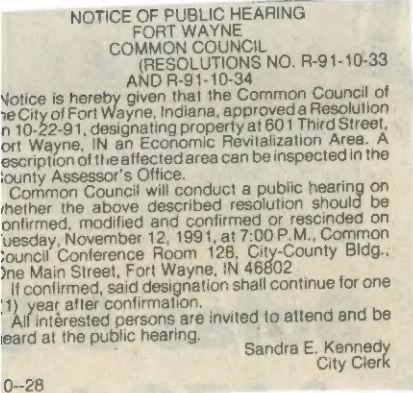 NOTICE OF PUBLIC HEARING
FORT WAYNE
COMMON COUNCIL
(RESOLUTIONS NO. R-91-10-33
AND R-91-10-34
Notice is hereby given that the Common Council of
he City of Fort Wayne, Indiana, approved a Resolution
n 10-22-91, designating property at 601 Third Street,
ort Wayne, IN an Economic Revitalization Area. A
escription of the affected area can be inspected in the
ounty Assessor's Office.
Common Council will conduct a public hearing on
whether the above described resolution should be
onfirmed, modified and confirmed or rescinded on
uesday, November 12, 1991, at 7:00 P.M., Common
ouncil Conference Room 128, City-County Bldg.,
One Main Street, Fort Wayne, IN 46802
If confirmed, said designation shall continue for one
1) year after confirmation.
All interested persons are invited to attend and be
eard at the public hearing.
Sandra E. Kennedy
City Clerk
0--28